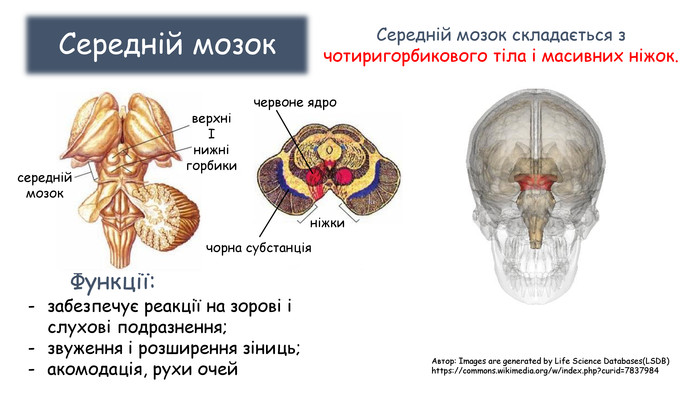 Середній мозок
Середній мозок складається з
чотиригорбикового тіла і масивних ніжок.
верхні
І
нижні
горбики
середній
мозок
червоне ядро
ніжки
чорна субстанція
Функції:
- забезпечує реакції на зорові і
слухові подразнення;
- звуження і розширення зіниць;
- акомодація, рухи очей
Автор: Images are generated by Life Science Databases(LSDB)
https://commons.wikimedia.org/w/index.php?curid=7837984